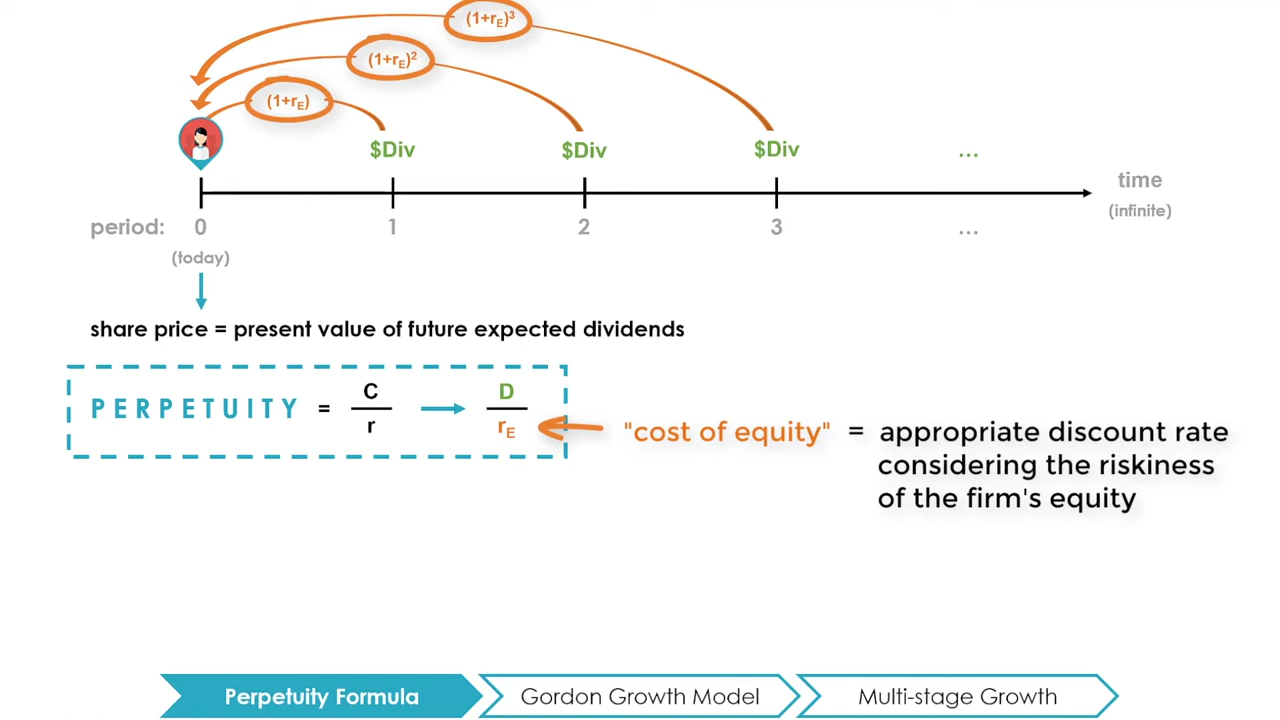 (1+rE)³
(1+rE)²
(1+rE)
$Div $Div $Div ...
time
(infinite)
period: 0 1 2 3 ...
(today)
share price = present value of future expected dividends
PERPETUITY = C/r → D/rE
"cost of equity" = appropriate discount rate
considering the riskiness
of the firm's equity
Perpetuity Formula Gordon Growth Model Multi-stage Growth